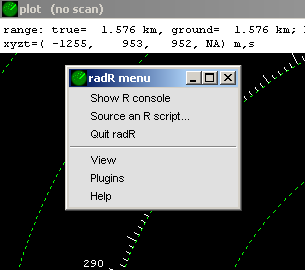 plot (no scan)
range: true= 1.576 km, ground= 1.576 km;
xyzt=( -1255, 953, 952, NA) m,s
radR menu
Show R console
Source an R script...
Quit radR
View
Plugins
Help
290